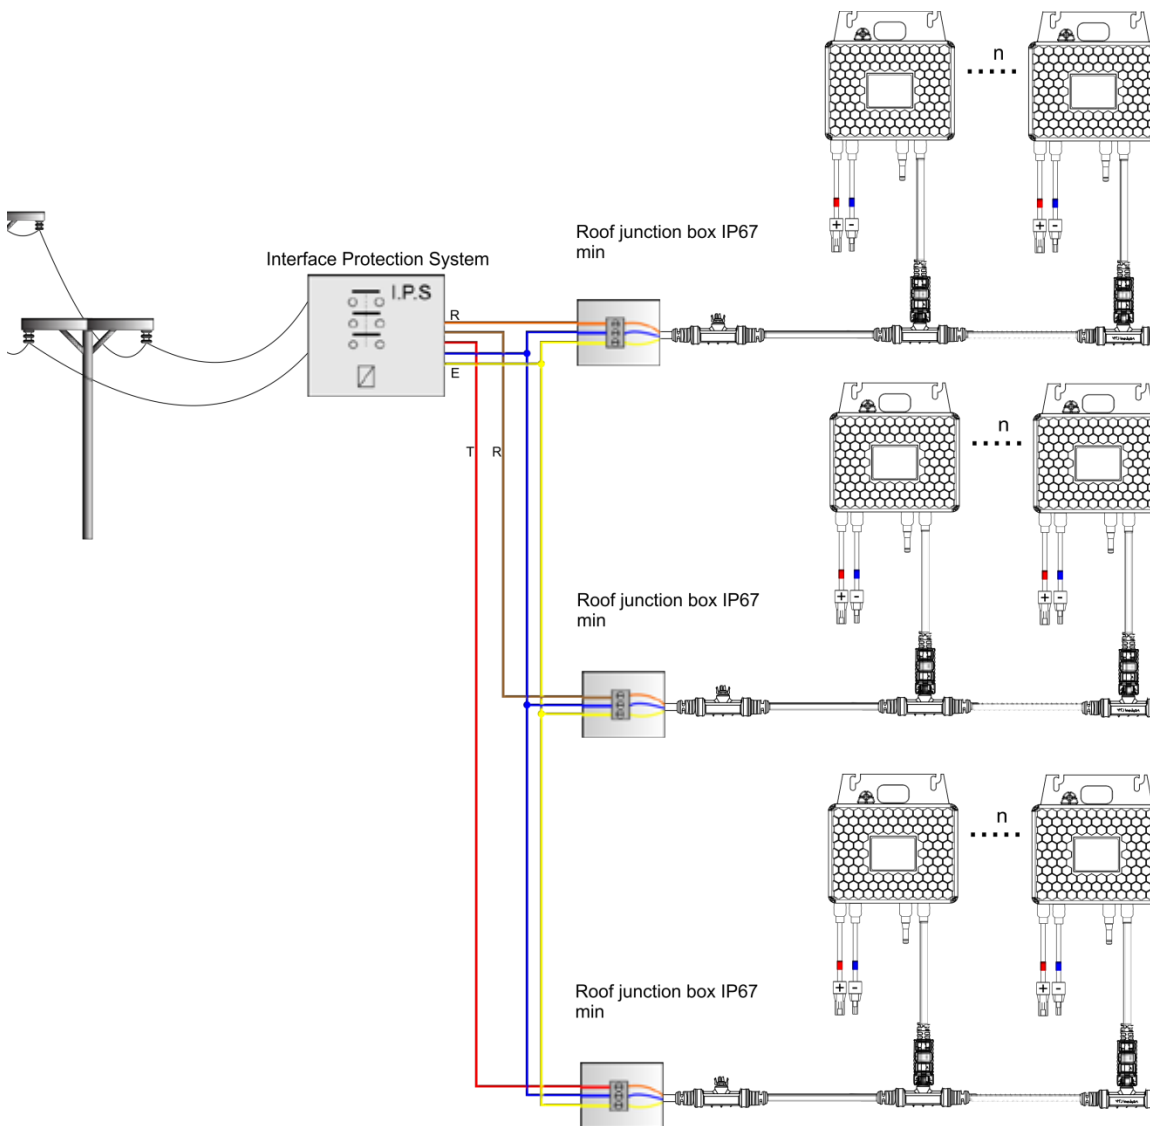 n
Roof junction box IP67
min
Interface Protection System
I.P.S
R
E
+ - + -
n
T R
Roof junction box IP67
min
+ - + -
n
Roof junction box IP67
min
+ - + -